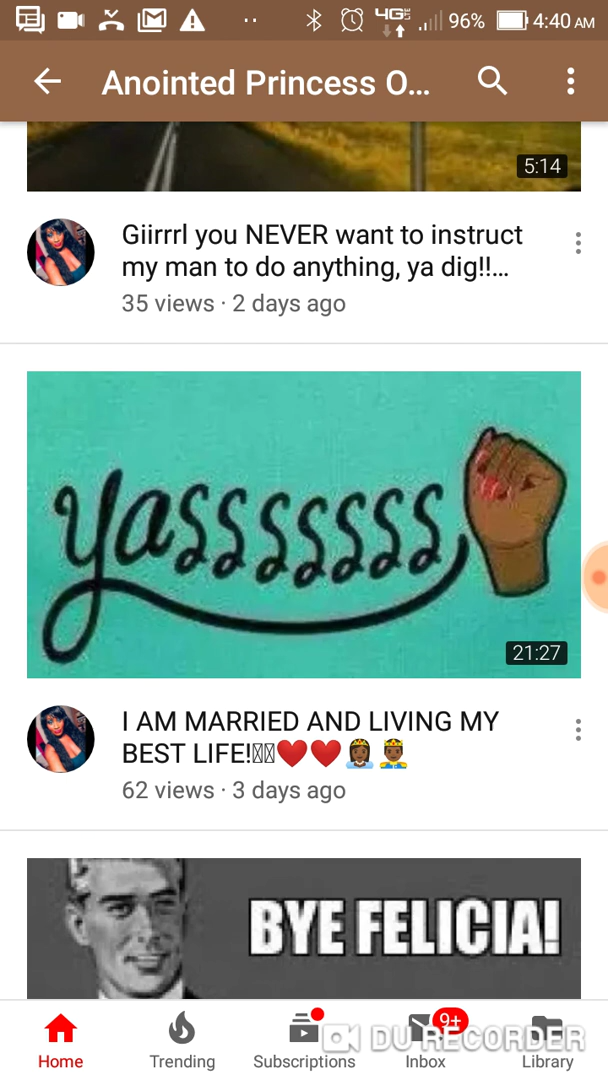 4G LTE 96% 4:40 AM
Anointed Princess O...
5:14
Giirrrl you NEVER want to instruct
my man to do anything, ya dig!!...
35 views · 2 days ago
yasssssss
21:27
I AM MARRIED AND LIVING MY
BEST LIFE!❤️❤️👸🏾🤴🏾
62 views · 3 days ago
BYE FELICIA!
9+
DU RECORDER
Home Trending Subscriptions Inbox Library